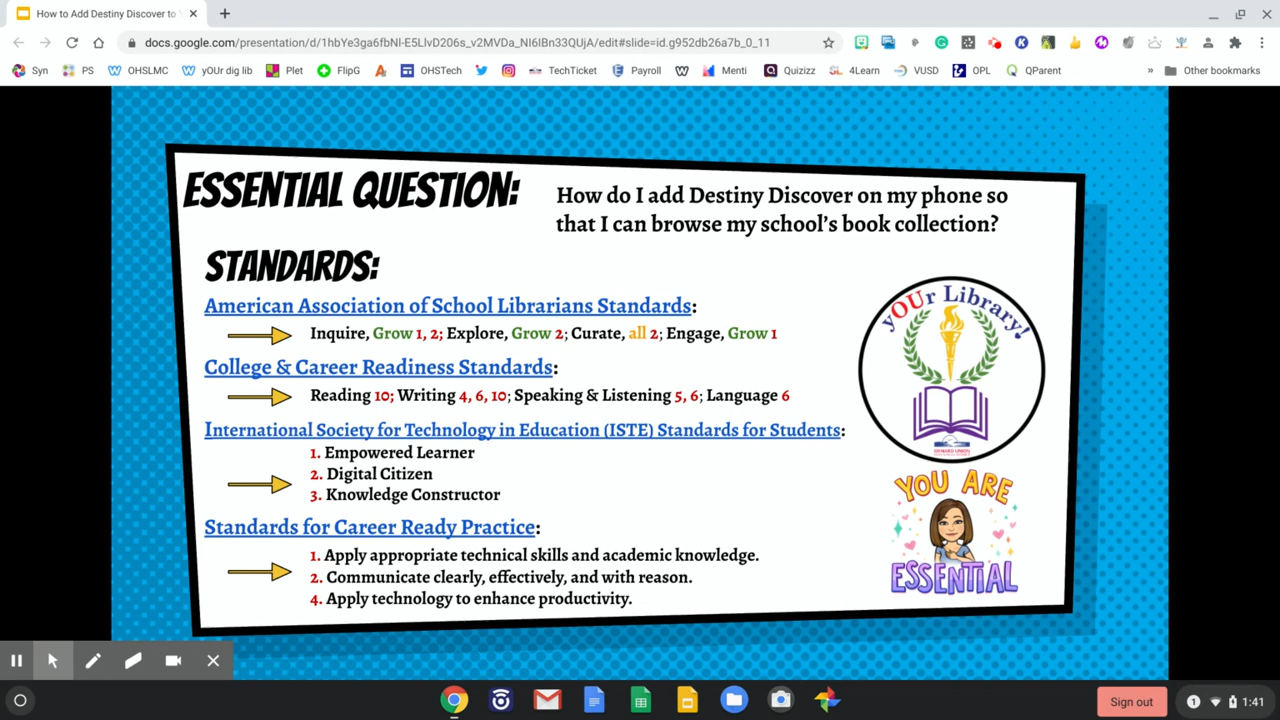 How to Add Destiny Discover to
docs.google.com/presentation/d/1hbYe3ga6fbNl-E5LlvD206s_v2MVDa_NI6IBn33QUjA/edit#slide=id.g952db26a7b_0_11
Syn PS OHSLMC yOUr dig lib Plet FlipG OHSTech TechTicket Payroll Menti Quizizz 4Learn VUSD OPL QParent » Other bookmarks
ESSENTIAL QUESTION:
How do I add Destiny Discover on my phone so
that I can browse my school's book collection?
STANDARDS:
American Association of School Librarians Standards:
Inquire, Grow 1, 2; Explore, Grow 2; Curate, all 2; Engage, Grow 1
College & Career Readiness Standards:
Reading 10; Writing 4, 6, 10; Speaking & Listening 5, 6; Language 6
International Society for Technology in Education (ISTE) Standards for Students:
1. Empowered Learner
2. Digital Citizen
3. Knowledge Constructor
Standards for Career Ready Practice:
1. Apply appropriate technical skills and academic knowledge.
2. Communicate clearly, effectively, and with reason.
4. Apply technology to enhance productivity.
yOUr Library!
OXNARD UNION
YOU ARE
ESSENTIAL
Sign out
1 1:41